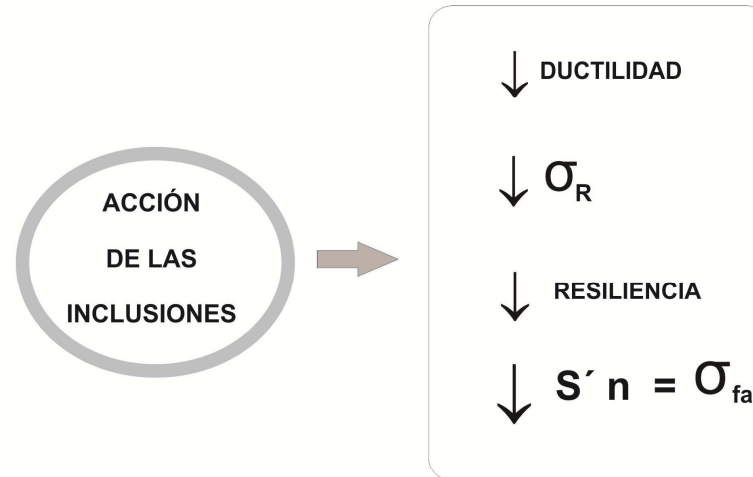 ACCIÓN
DE LAS
INCLUSIONES
↓ DUCTILIDAD
↓ σR
↓ RESILIENCIA
↓ S´ n = σfa